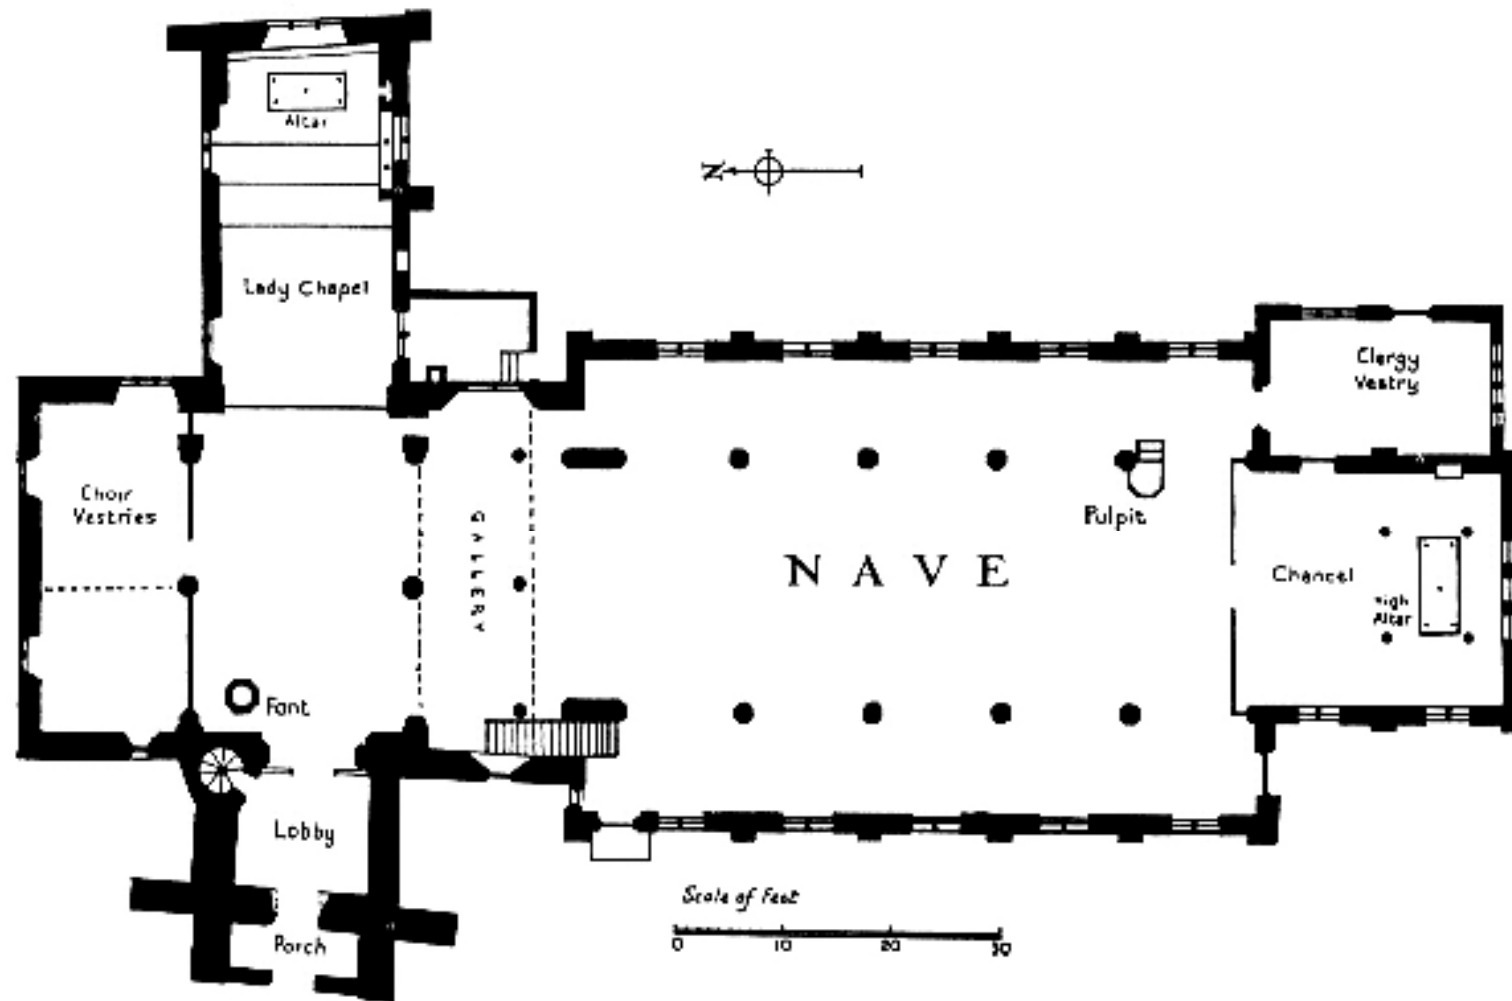 Altar
N
Lady Chapel
Clergy
Vestry
Choir
Vestries
GALLERY
Pulpit
NAVE
Chancel
High
Altar
Font
Lobby
Scale of Feet
Porch
0 10 20 30